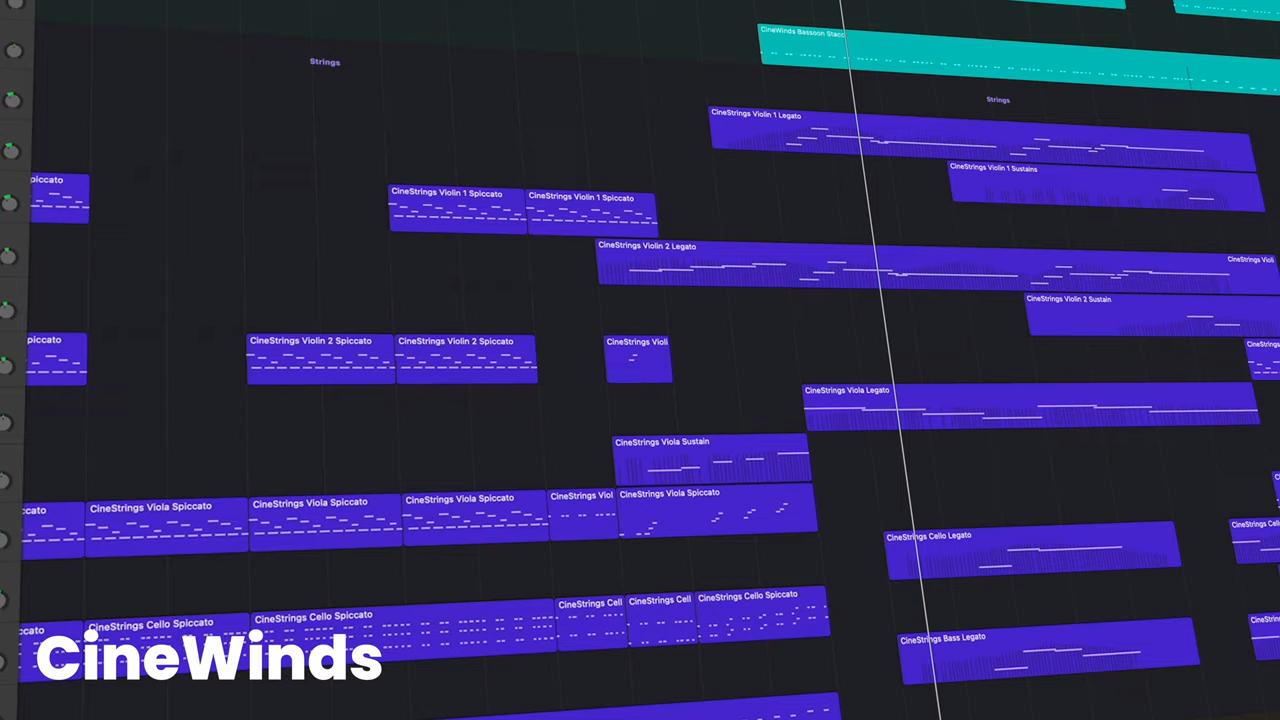 CineWinds Bassoon Stacc
Strings
Strings
CineStrings Violin 1 Legato
CineStrings Violin 1 Sustains
piccato
CineStrings Violin 1 Spiccato
CineStrings Violin 1 Spiccato
CineStrings Violin 2 Legato
CineStrings Violi
CineStrings Violin 2 Sustain
piccato
CineStrings Violin 2 Spiccato
CineStrings Violin 2 Spiccato
CineStrings Violi
CineStrings
CineStrings Viola Legato
CineStrings Viola Sustain
ccato
CineStrings Viola Spiccato
CineStrings Viola Spiccato
CineStrings Viola Spiccato
CineStrings Viol
CineStrings Viola Spiccato
CineStrings Cello Legato
CineStrings Cel
ccato
CineStrings Cello Spiccato
CineStrings Cello Spiccato
CineStrings Cell
CineStrings Cell
CineStrings Cello Spiccato
CineStrings Bass Legato
CineStrin
CineWinds